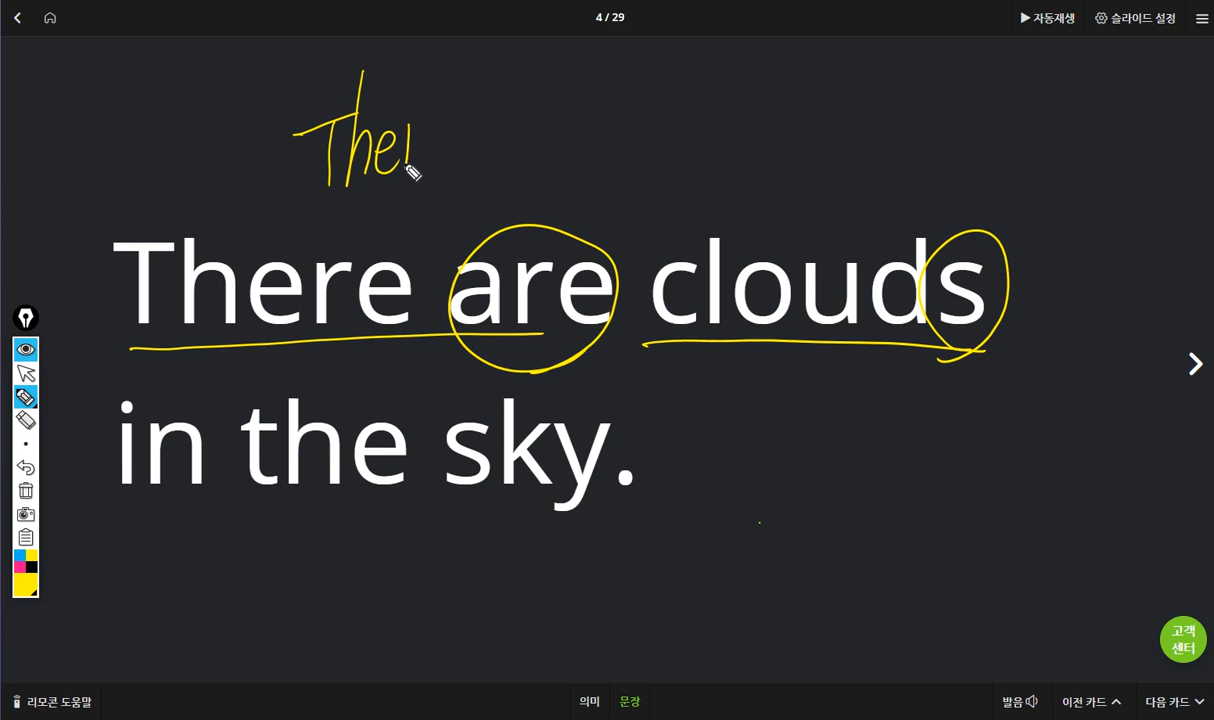 4 / 29
자동재생
슬라이드 설정
The
There are clouds
in the sky.
고객
센터
리모콘 도움말
의미
문장
발음
이전 카드
다음 카드